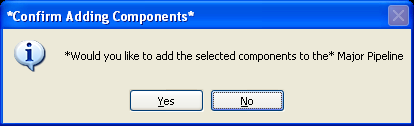 *Confirm Adding Components*
*Would you like to add the selected components to the* Major Pipeline
Yes
No